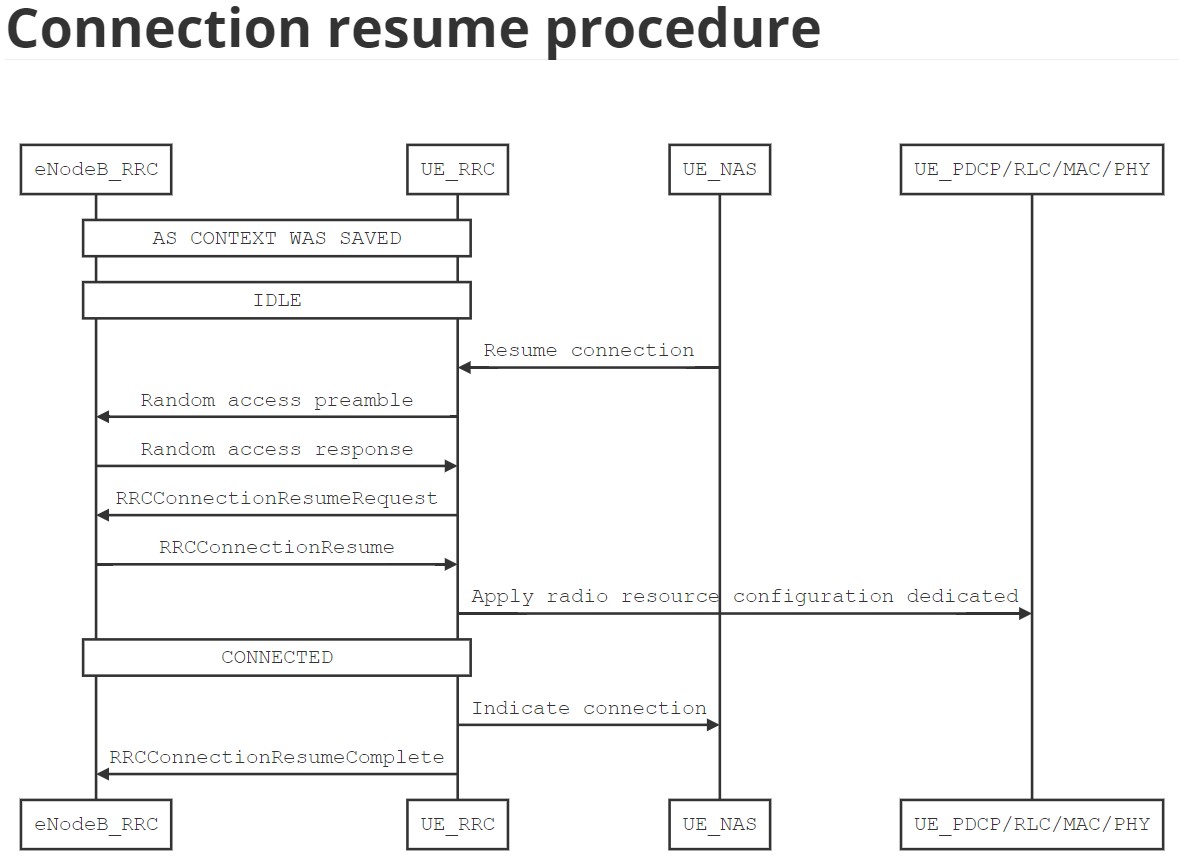 Connection resume procedure
eNodeB_RRC UE_RRC UE_NAS UE_PDCP/RLC/MAC/PHY
AS CONTEXT WAS SAVED
IDLE
Resume connection
Random access preamble
Random access response
RRCConnectionResumeRequest
RRCConnectionResume
Apply radio resource configuration dedicated
CONNECTED
Indicate connection
RRCConnectionResumeComplete
eNodeB_RRC UE_RRC UE_NAS UE_PDCP/RLC/MAC/PHY